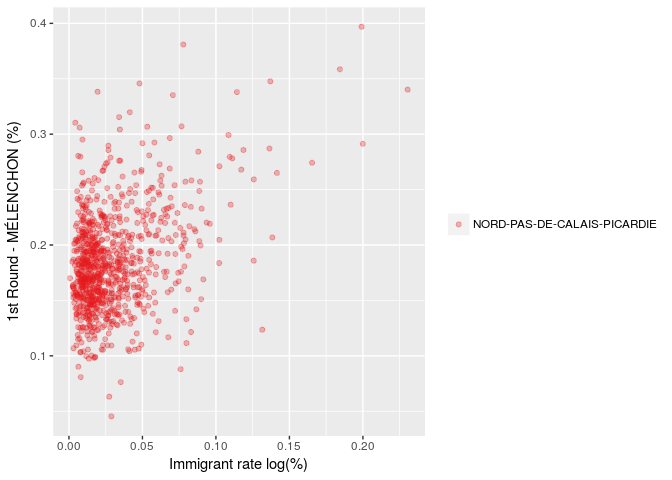 0.4
0.3
0.2
0.1
1st Round - MÉLENCHON (%)
0.00 0.05 0.10 0.15 0.20
Immigrant rate log(%)
NORD-PAS-DE-CALAIS-PICARDIE